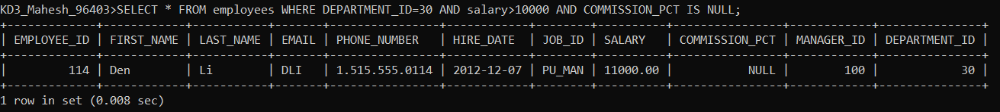 KD3_Mahesh_96403>SELECT * FROM employees WHERE DEPARTMENT_ID=30 AND salary>10000 AND COMMISSION_PCT IS NULL;
+-------------+------------+-----------+-------+----------------+------------+--------+----------+----------------+------------+---------------+
| EMPLOYEE_ID | FIRST_NAME | LAST_NAME | EMAIL | PHONE_NUMBER   | HIRE_DATE  | JOB_ID | SALARY   | COMMISSION_PCT | MANAGER_ID | DEPARTMENT_ID |
+-------------+------------+-----------+-------+----------------+------------+--------+----------+----------------+------------+---------------+
|         114 | Den        | Li        | DLI   | 1.515.555.0114 | 2012-12-07 | PU_MAN | 11000.00 |           NULL |        100 |            30 |
+-------------+------------+-----------+-------+----------------+------------+--------+----------+----------------+------------+---------------+
1 row in set (0.008 sec)